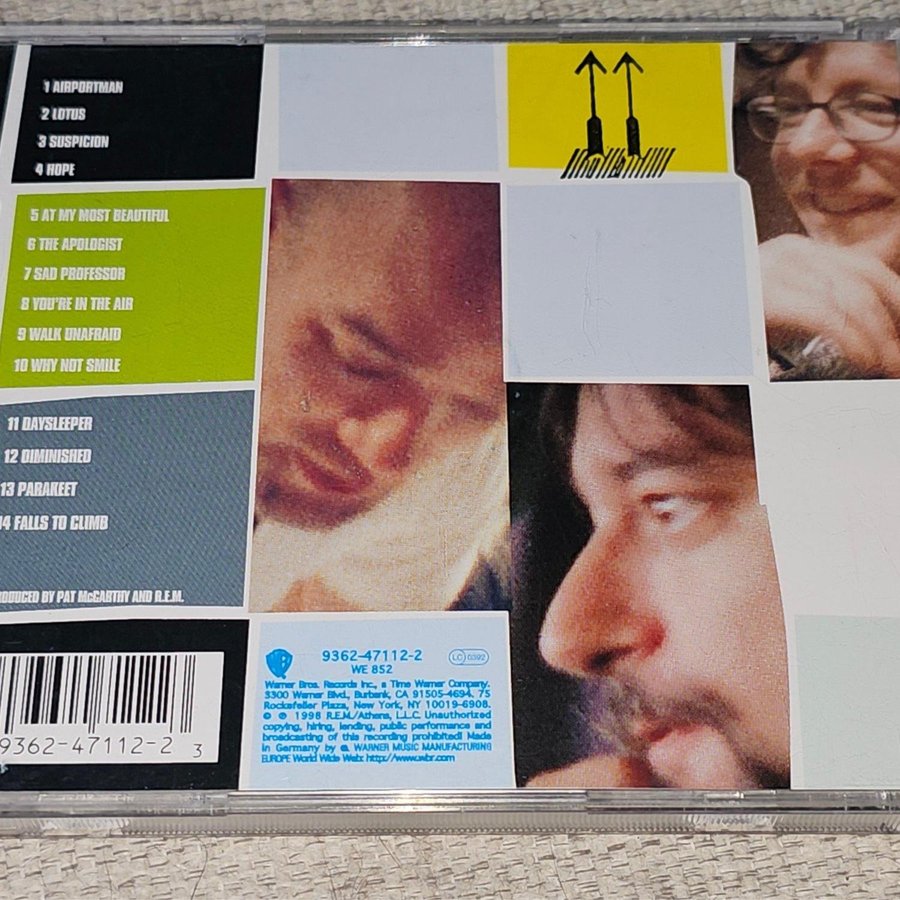 1 AIRPORTMAN
2 LOTUS
3 SUSPICION
4 HOPE
5 AT MY MOST BEAUTIFUL
6 THE APOLOGIST
7 SAD PROFESSOR
8 YOU'RE IN THE AIR
9 WALK UNAFRAID
10 WHY NOT SMILE
11 DAYSLEEPER
12 DIMINISHED
13 PARAKEET
14 FALLS TO CLIMB
RODUCED BY PAT McCARTHY AND R.E.M.
9362-47112-2 3
9362-47112-2
LC 0392
WE 852
Warner Bros. Records Inc., a Time Warner Company.
3300 Warner Blvd., Burbank, CA 91505-4694. 75
Rockefeller Plaza, New York, NY 10019-6908.
© ℗ 1998 R.E.M./Athens, L.L.C. Unauthorized
copying, hiring, lending, public performance and
broadcasting of this recording prohibited! Made
in Germany by WARNER MUSIC MANUFACTURING
EUROPE World Wide Web: http://www.wbr.com